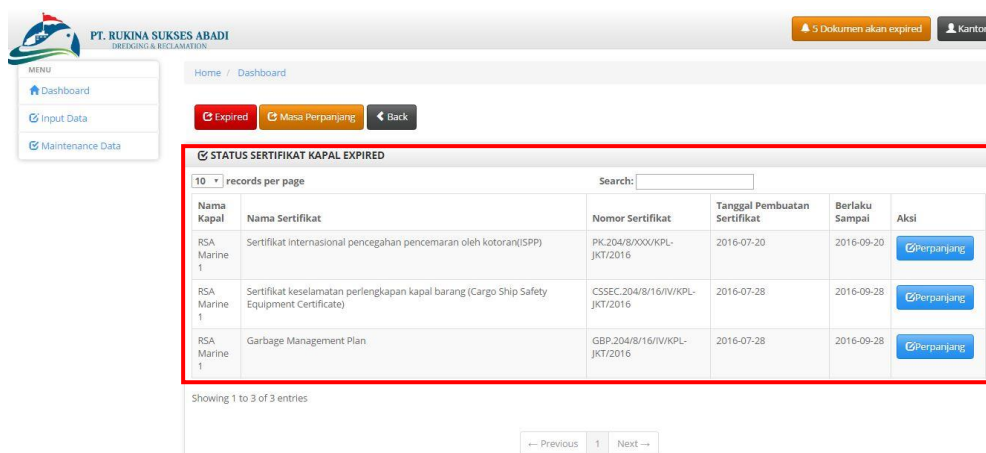 PT. RUKINA SUKSES ABADI
DREDGING & RECLAMATION
5 Dokumen akan expired
Kantor
MENU
Dashboard
Input Data
Maintenance Data
Home / Dashboard
Expired
Masa Perpanjang
Back
STATUS SERTIFIKAT KAPAL EXPIRED
10 records per page
Search:
Nama Kapal
Nama Sertifikat
Nomor Sertifikat
Tanggal Pembuatan Sertifikat
Berlaku Sampai
Aksi
RSA Marine 1
Sertifikat internasional pencegahan pencemaran oleh kotoran(ISPP)
PK.204/8/XXX/KPL-JKT/2016
2016-07-20
2016-09-20
Perpanjang
RSA Marine 1
Sertifikat keselamatan perlengkapan kapal barang (Cargo Ship Safety
Equipment Certificate)
CSSEC.204/8/16/IV/KPL-
JKT/2016
2016-07-28
2016-09-28
Perpanjang
RSA Marine 1
Garbage Management Plan
GBP.204/8/16/IV/KPL-
JKT/2016
2016-07-28
2016-09-28
Perpanjang
Showing 1 to 3 of 3 entries
← Previous 1 Next →